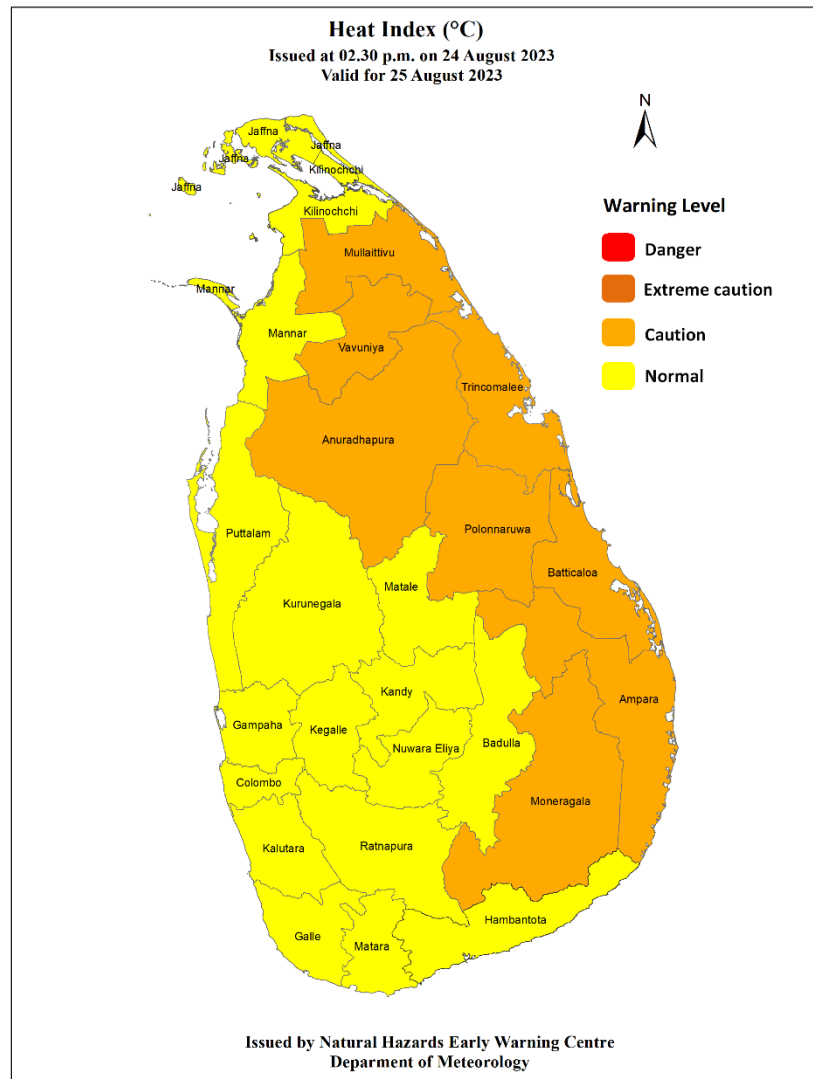 Heat Index (°C)
Issued at 02.30 p.m. on 24 August 2023
Valid for 25 August 2023
N
Jaffna
Jaffna
Jaffna
Kilinochchi
Jaffna
Kilinochchi
Warning Level
Danger
Extreme caution
Caution
Normal
Mullaittivu
Mannar
Mannar
Vavuniya
Trincomalee
Anuradhapura
Puttalam
Polonnaruwa
Batticaloa
Matale
Kurunegala
Kandy
Ampara
Gampaha
Kegalle
Nuwara Eliya
Badulla
Colombo
Moneragala
Kalutara
Ratnapura
Hambantota
Galle
Matara
Issued by Natural Hazards Early Warning Centre
Deparment of Meteorology